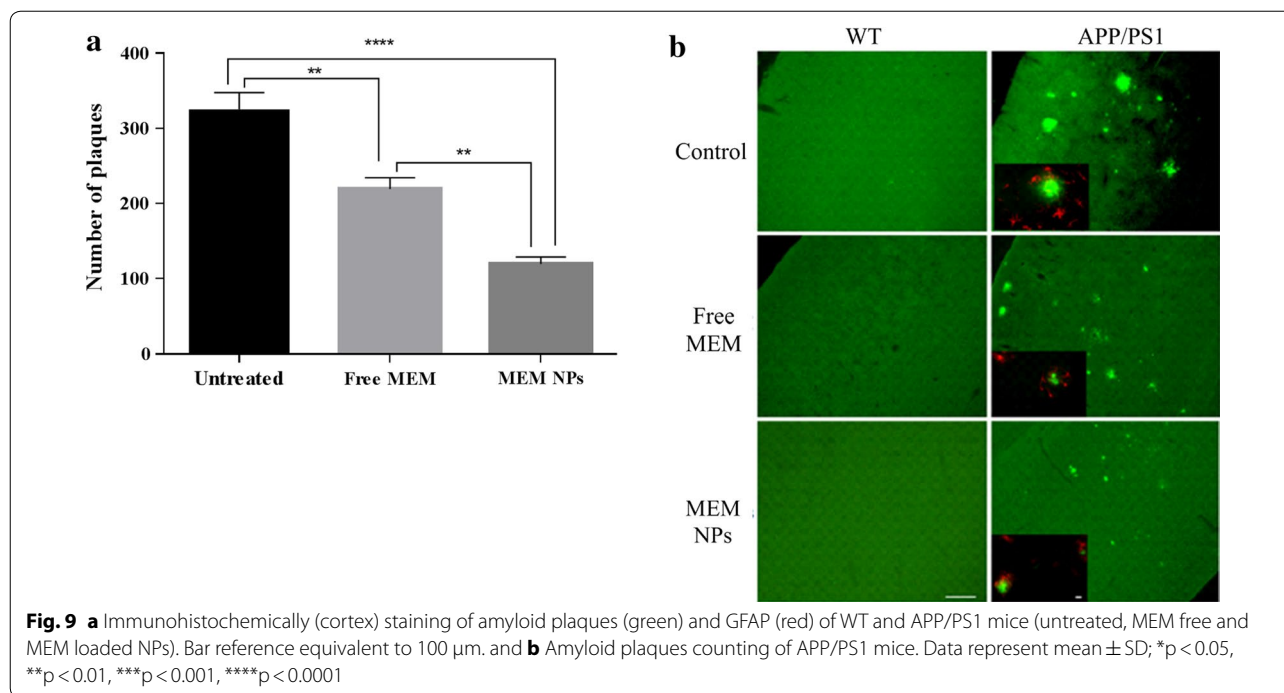 a
****
**
**
400
300
200
100
0
Number of plaques
Untreated Free MEM MEM NPs
b
WT APP/PS1
Control
Free
MEM
MEM
NPs
Fig. 9 a Immunohistochemically (cortex) staining of amyloid plaques (green) and GFAP (red) of WT and APP/PS1 mice (untreated, MEM free and
MEM loaded NPs). Bar reference equivalent to 100 μm. and b Amyloid plaques counting of APP/PS1 mice. Data represent mean ± SD; *p < 0.05,
**p < 0.01, ***p < 0.001, ****p < 0.0001